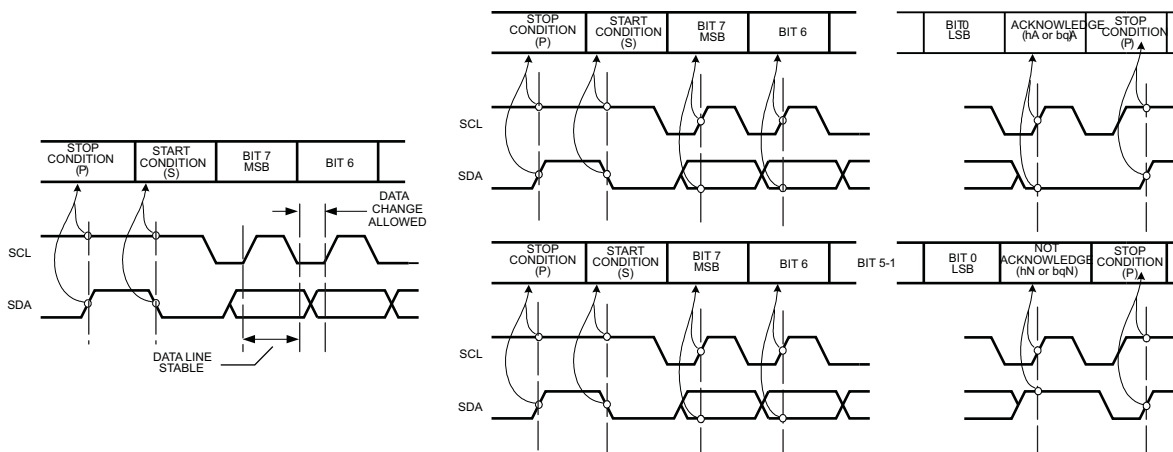 STOP
CONDITION
(P)
START
CONDITION
(S)
BIT 7
MSB
BIT 6
DATA
CHANGE
ALLOWED
SCL
SDA
DATA LINE
STABLE
STOP
CONDITION
(P)
START
CONDITION
(S)
BIT 7
MSB
BIT 6
BIT0
LSB
ACKNOWLEDGE
(hA or bqA)
STOP
CONDITION
(P)
SCL
SDA
STOP
CONDITION
(P)
START
CONDITION
(S)
BIT 7
MSB
BIT 6
BIT 5-1
BIT 0
LSB
NOT
ACKNOWLEDGE
(hN or bqN)
STOP
CONDITION
(P)
SCL
SDA